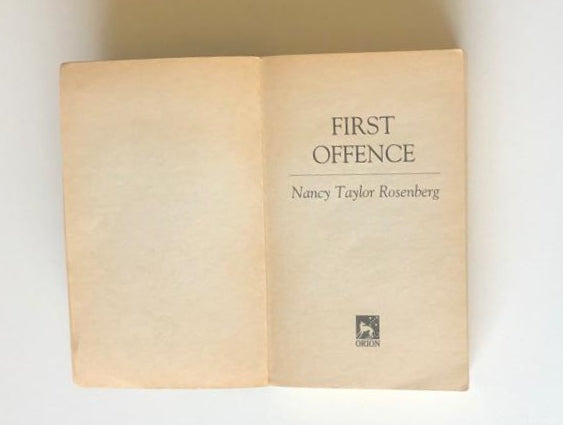 FIRST
OFFENCE
Nancy Taylor Rosenberg
ORION